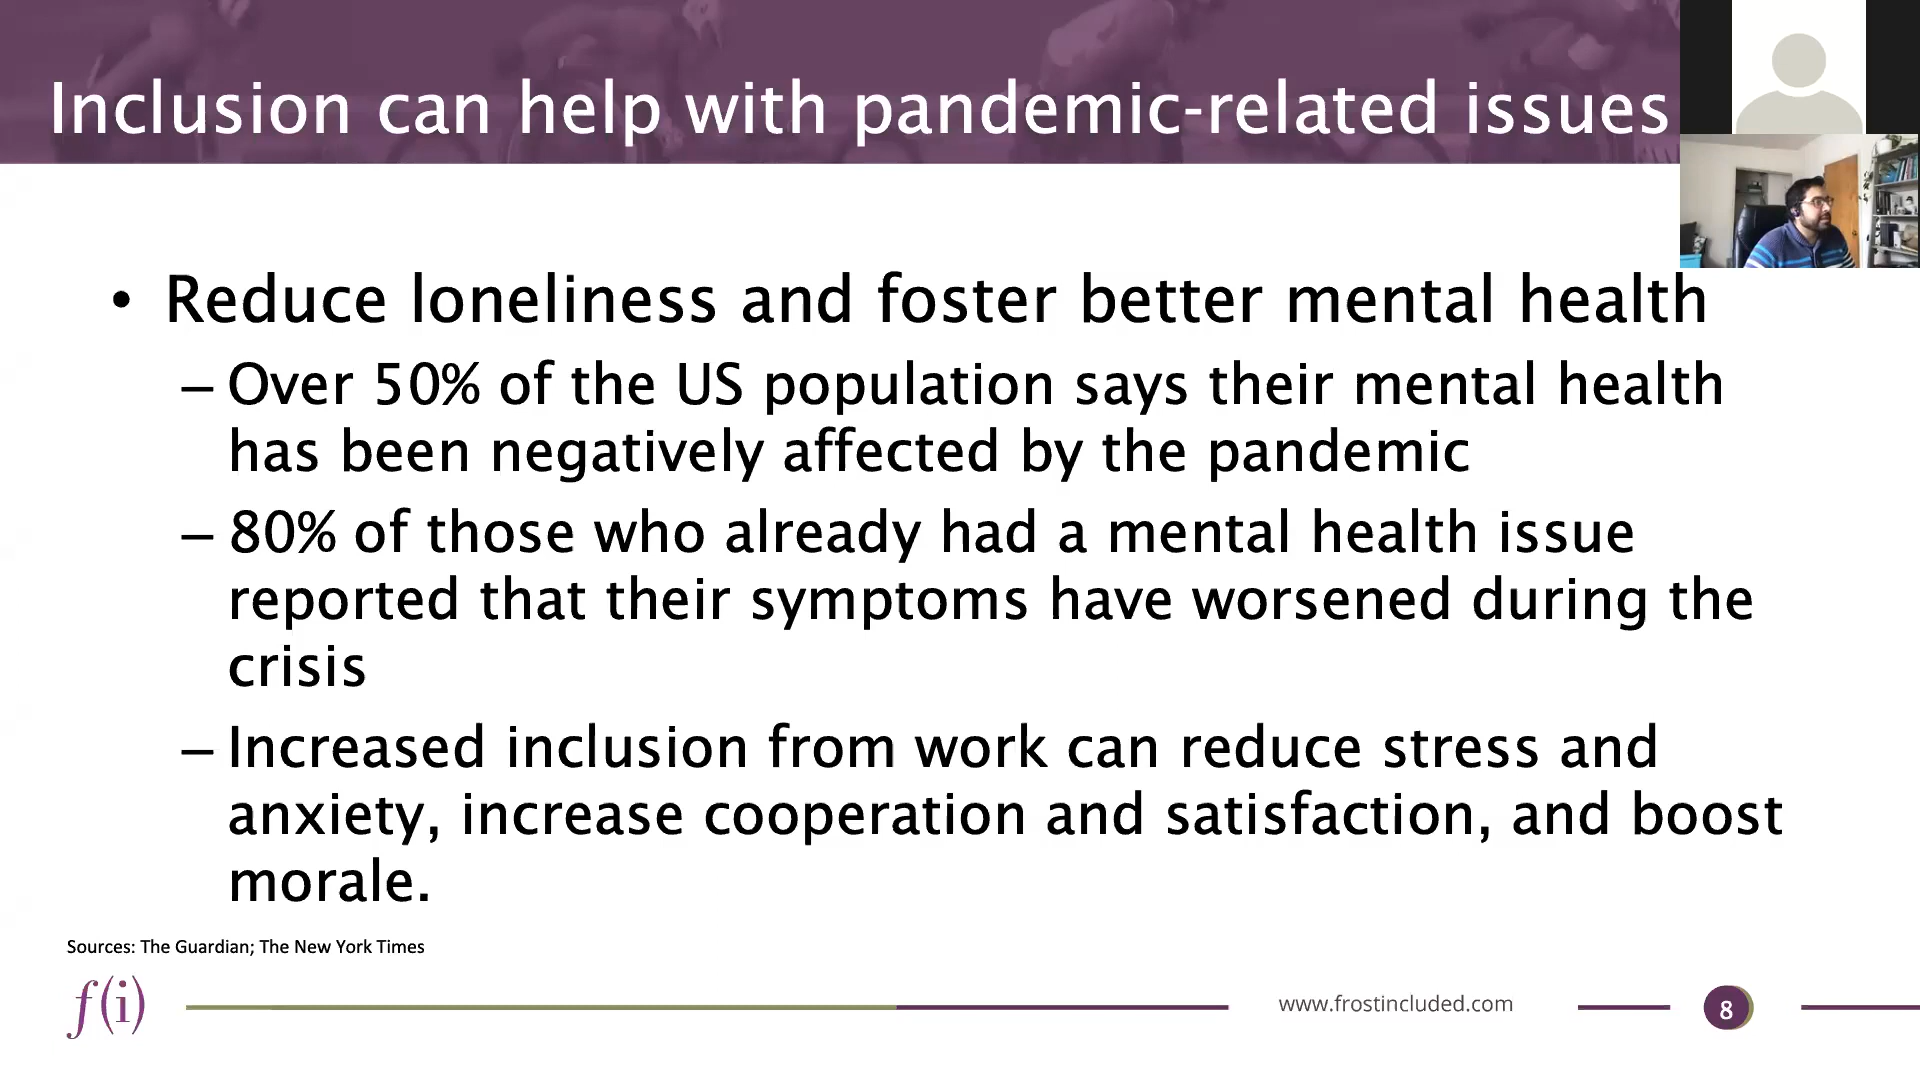 Inclusion can help with pandemic-related issues
• Reduce loneliness and foster better mental health
– Over 50% of the US population says their mental health
has been negatively affected by the pandemic
– 80% of those who already had a mental health issue
reported that their symptoms have worsened during the
crisis
– Increased inclusion from work can reduce stress and
anxiety, increase cooperation and satisfaction, and boost
morale.
Sources: The Guardian; The New York Times
f(i)
www.frostincluded.com
8